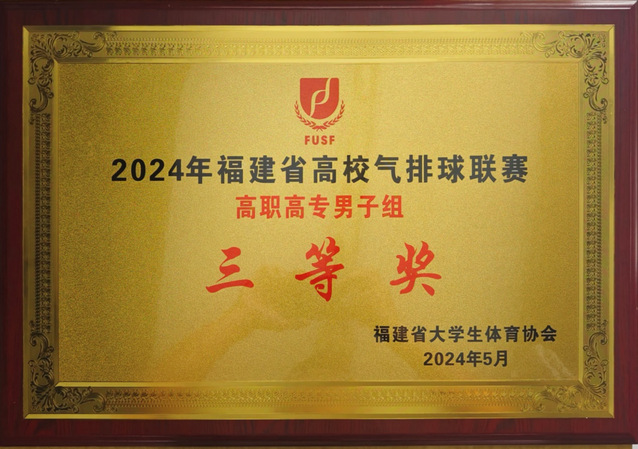 FUSF
2024年福建省高校气排球联赛
高职高专男子组
三等奖
福建省大学生体育协会
2024年5月